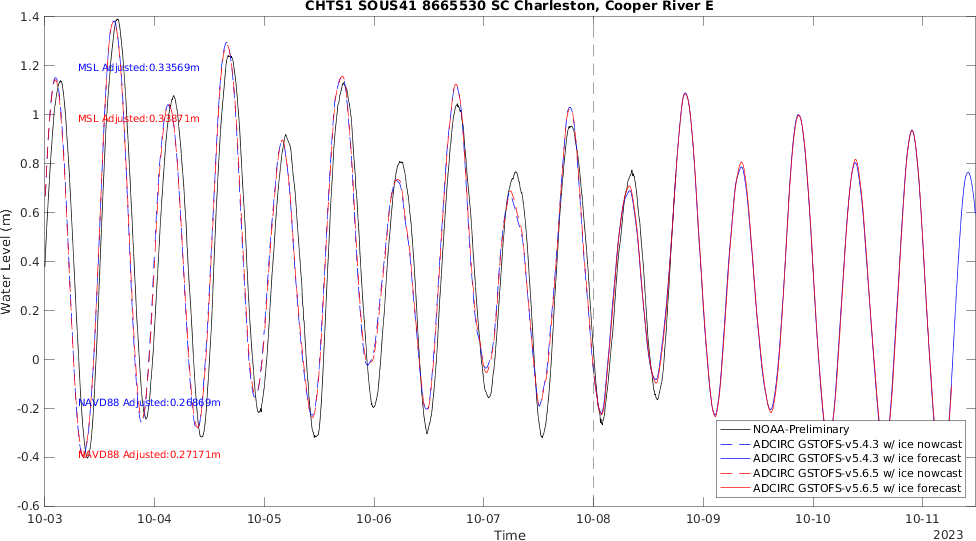 CHTS1 SOUS41 8665530 SC Charleston, Cooper River E
1.4
1.2
1
0.8
0.6
0.4
0.2
0
-0.2
-0.4
-0.6
Water Level (m)
MSL Adjusted:0.33569m
MSL Adjusted:0.33871m
NAVD88 Adjusted:0.26869m
NAVD88 Adjusted:0.27171m
NOAA-Preliminary
ADCIRC GSTOFS-v5.4.3 w/ ice nowcast
ADCIRC GSTOFS-v5.4.3 w/ ice forecast
ADCIRC GSTOFS-v5.6.5 w/ ice nowcast
ADCIRC GSTOFS-v5.6.5 w/ ice forecast
10-03 10-04 10-05 10-06 10-07 10-08 10-09 10-10 10-11
Time
2023